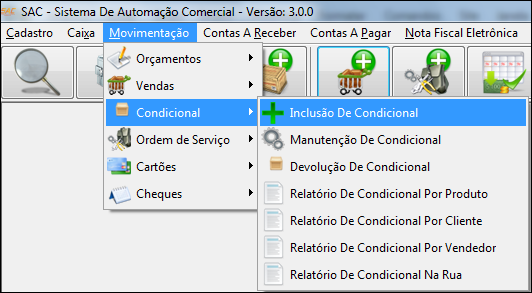 SAC - Sistema De Automação Comercial - Versão: 3.0.0
Cadastro Caixa Movimentação Contas A Receber Contas A Pagar Nota Fiscal Eletrônica
Orçamentos
Vendas
Condicional
Ordem de Serviço
Cartões
Cheques
Inclusão De Condicional
Manutenção De Condicional
Devolução De Condicional
Relatório De Condicional Por Produto
Relatório De Condicional Por Cliente
Relatório De Condicional Por Vendedor
Relatório De Condicional Na Rua